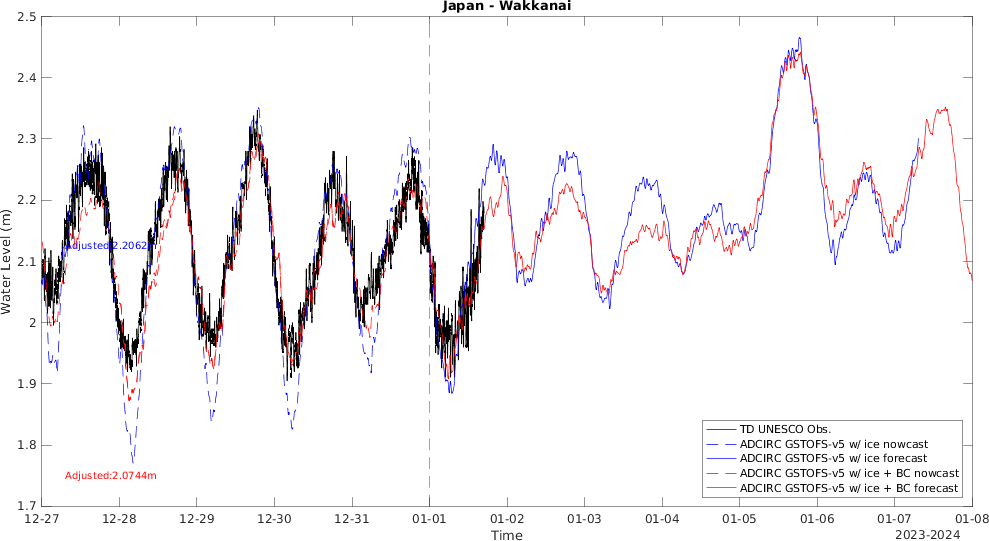 Japan - Wakkanai
2.5
2.4
2.3
2.2
2.1
2
1.9
1.8
1.7
Water Level (m)
Adjusted:2.2062
Adjusted:2.0744m
TD UNESCO Obs.
ADCIRC GSTOFS-v5 w/ ice nowcast
ADCIRC GSTOFS-v5 w/ ice forecast
ADCIRC GSTOFS-v5 w/ ice + BC nowcast
ADCIRC GSTOFS-v5 w/ ice + BC forecast
12-27 12-28 12-29 12-30 12-31 01-01 01-02 01-03 01-04 01-05 01-06 01-07 01-08
Time
2023-2024